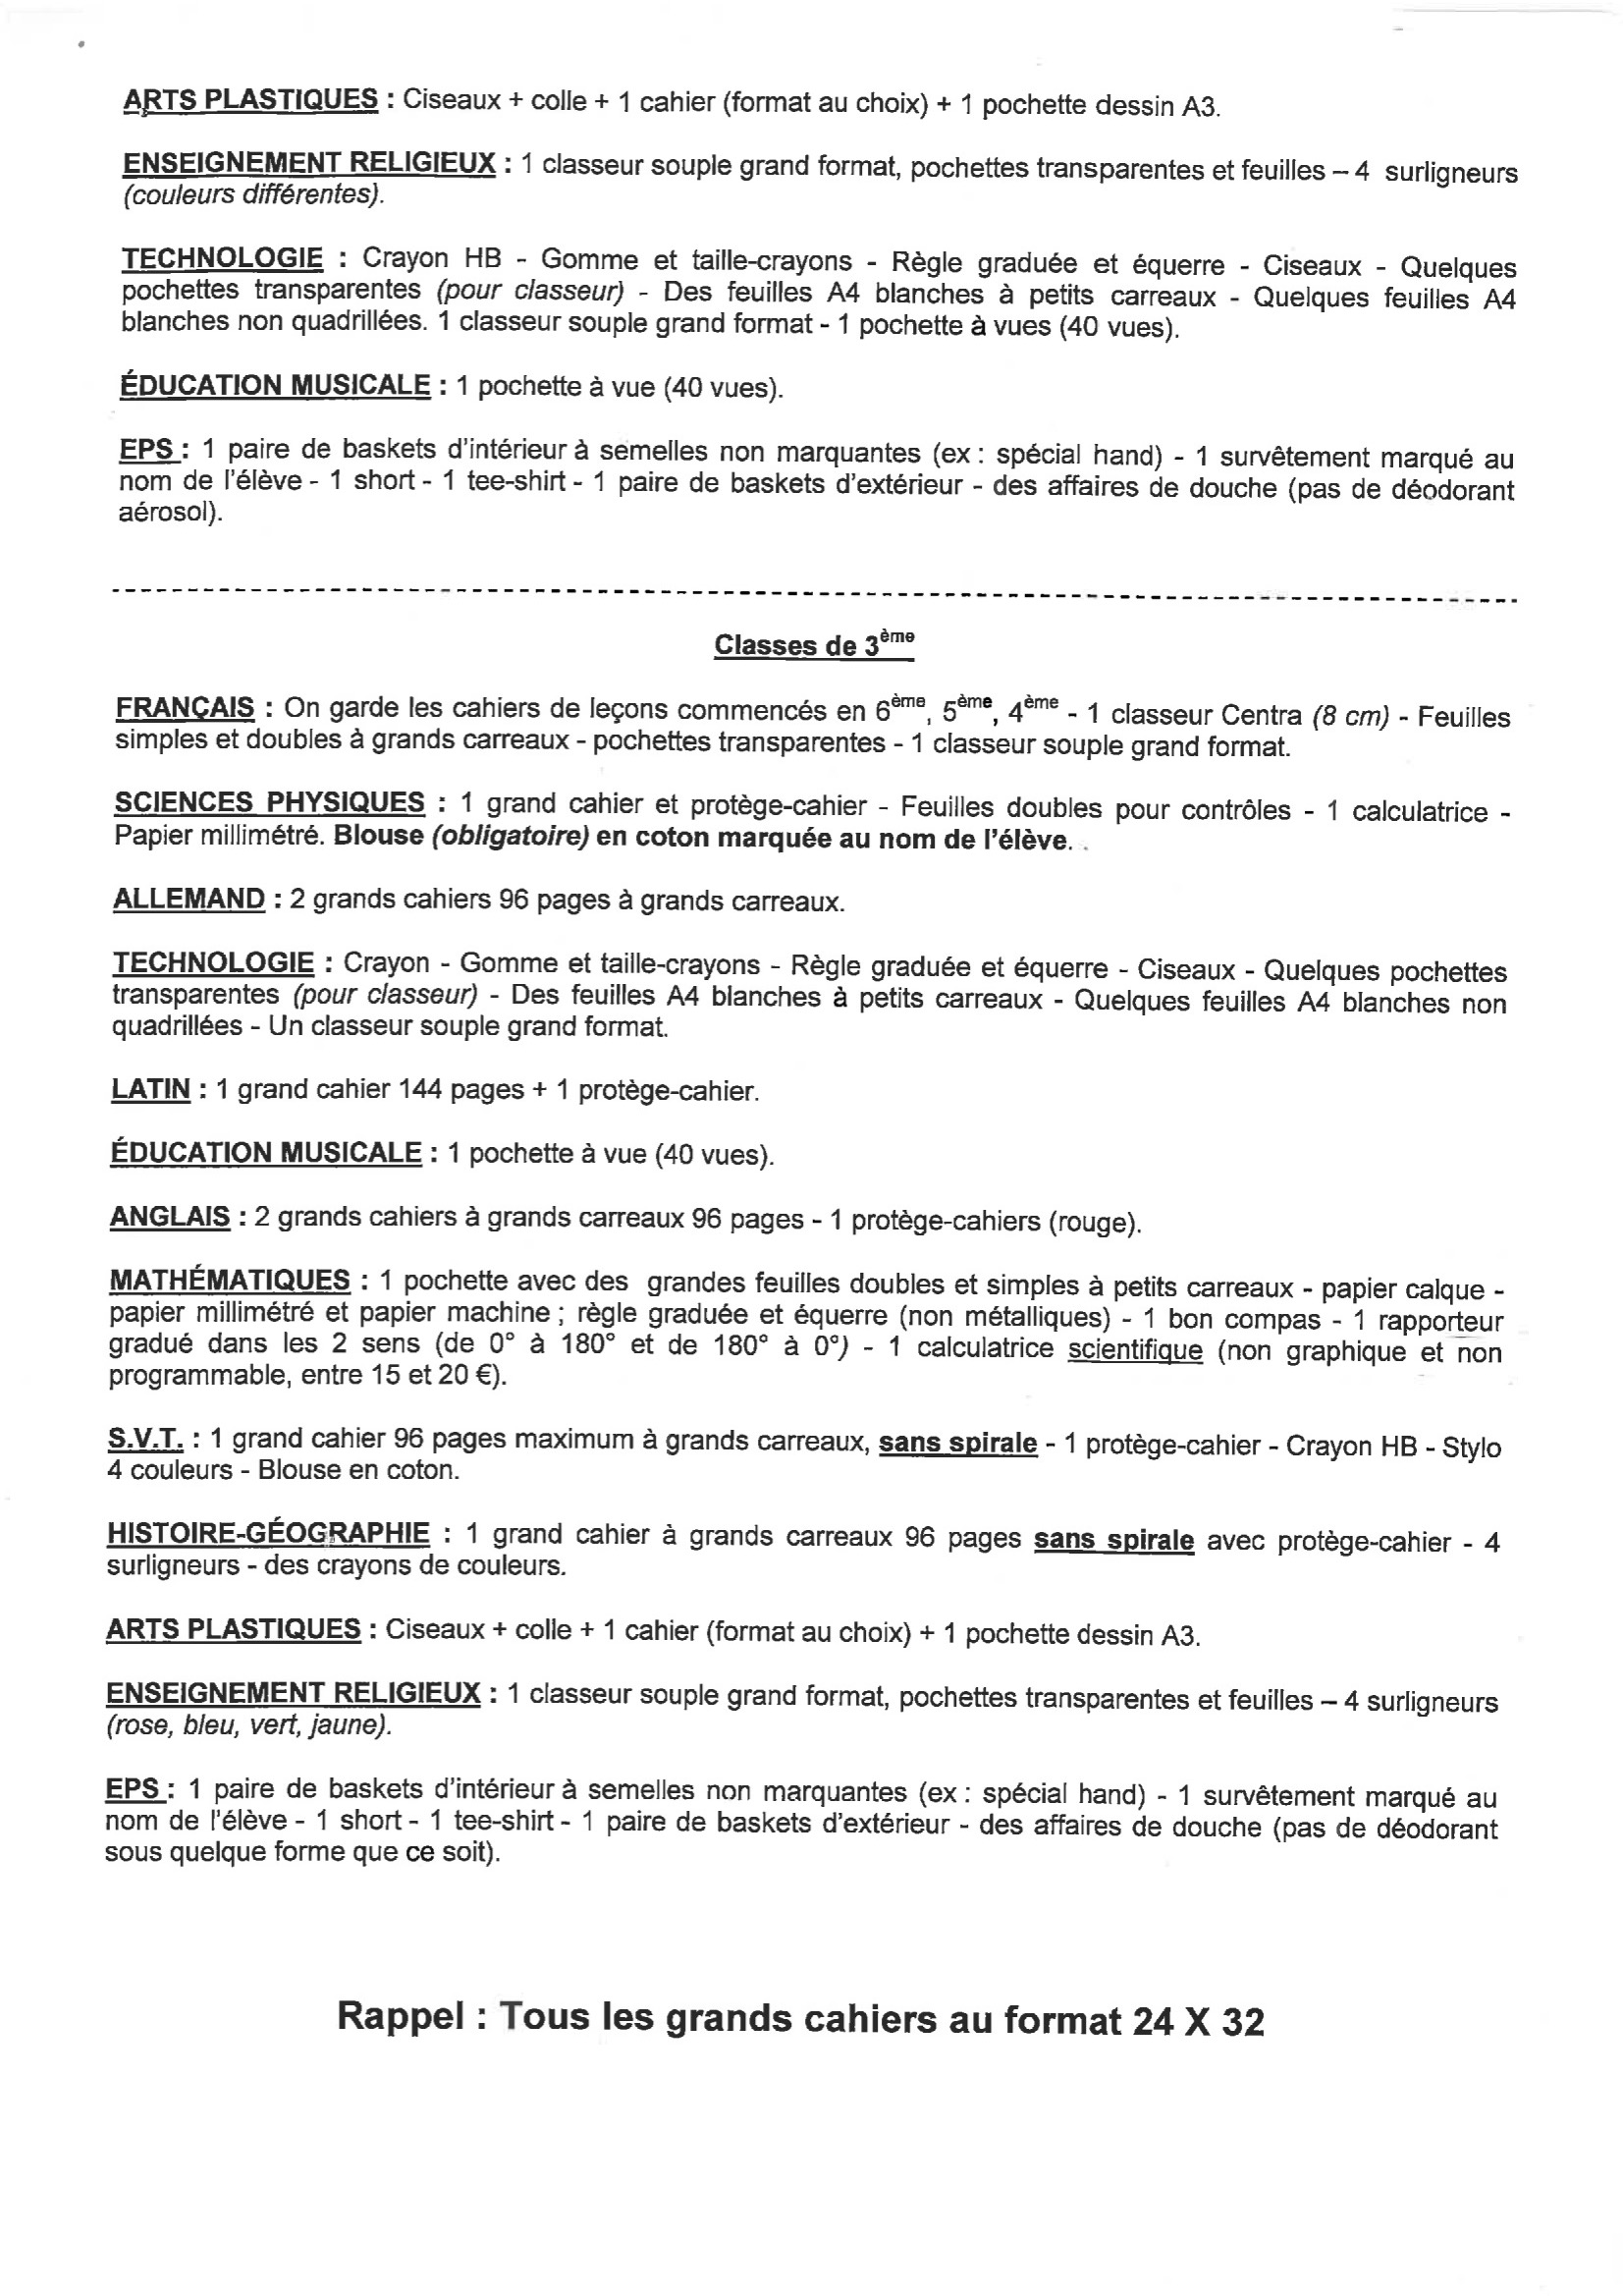 ARTS PLASTIQUES : Ciseaux + colle + 1 cahier (format au choix) + 1 pochette dessin A3.
ENSEIGNEMENT RELIGIEUX : 1 classeur souple grand format, pochettes transparentes et feuilles – 4 surligneurs
(couleurs différentes).
TECHNOLOGIE : Crayon HB - Gomme et taille-crayons - Règle graduée et équerre - Ciseaux - Quelques
pochettes transparentes (pour classeur) - Des feuilles A4 blanches à petits carreaux - Quelques feuilles A4
blanches non quadrillées. 1 classeur souple grand format - 1 pochette à vues (40 vues).
ÉDUCATION MUSICALE : 1 pochette à vue (40 vues).
EPS : 1 paire de baskets d'intérieur à semelles non marquantes (ex : spécial hand) - 1 survêtement marqué au
nom de l'élève - 1 short - 1 tee-shirt - 1 paire de baskets d'extérieur - des affaires de douche (pas de déodorant
aérosol).
Classes de 3ème
FRANÇAIS : On garde les cahiers de leçons commencés en 6ème, 5ème, 4ème - 1 classeur Centra (8 cm) - Feuilles
simples et doubles à grands carreaux - pochettes transparentes - 1 classeur souple grand format.
SCIENCES PHYSIQUES : 1 grand cahier et protège-cahier - Feuilles doubles pour contrôles - 1 calculatrice -
Papier millimétré. Blouse (obligatoire) en coton marquée au nom de l'élève.
ALLEMAND : 2 grands cahiers 96 pages à grands carreaux.
TECHNOLOGIE : Crayon - Gomme et taille-crayons - Règle graduée et équerre - Ciseaux - Quelques pochettes
transparentes (pour classeur) - Des feuilles A4 blanches à petits carreaux - Quelques feuilles A4 blanches non
quadrillées - Un classeur souple grand format.
LATIN : 1 grand cahier 144 pages + 1 protège-cahier.
ÉDUCATION MUSICALE : 1 pochette à vue (40 vues).
ANGLAIS : 2 grands cahiers à grands carreaux 96 pages - 1 protège-cahiers (rouge).
MATHÉMATIQUES : 1 pochette avec des grandes feuilles doubles et simples à petits carreaux - papier calque -
papier millimétré et papier machine ; règle graduée et équerre (non métalliques) - 1 bon compas - 1 rapporteur
gradué dans les 2 sens (de 0° à 180° et de 180° à 0°) - 1 calculatrice scientifique (non graphique et non
programmable, entre 15 et 20 €).
S.V.T. : 1 grand cahier 96 pages maximum à grands carreaux, sans spirale - 1 protège-cahier - Crayon HB - Stylo
4 couleurs - Blouse en coton.
HISTOIRE-GÉOGRAPHIE : 1 grand cahier à grands carreaux 96 pages sans spirale avec protège-cahier - 4
surligneurs - des crayons de couleurs.
ARTS PLASTIQUES : Ciseaux + colle + 1 cahier (format au choix) + 1 pochette dessin A3.
ENSEIGNEMENT RELIGIEUX : 1 classeur souple grand format, pochettes transparentes et feuilles – 4 surligneurs
(rose, bleu, vert, jaune).
EPS : 1 paire de baskets d'intérieur à semelles non marquantes (ex : spécial hand) - 1 survêtement marqué au
nom de l'élève - 1 short - 1 tee-shirt - 1 paire de baskets d'extérieur - des affaires de douche (pas de déodorant
sous quelque forme que ce soit).
Rappel : Tous les grands cahiers au format 24 X 32